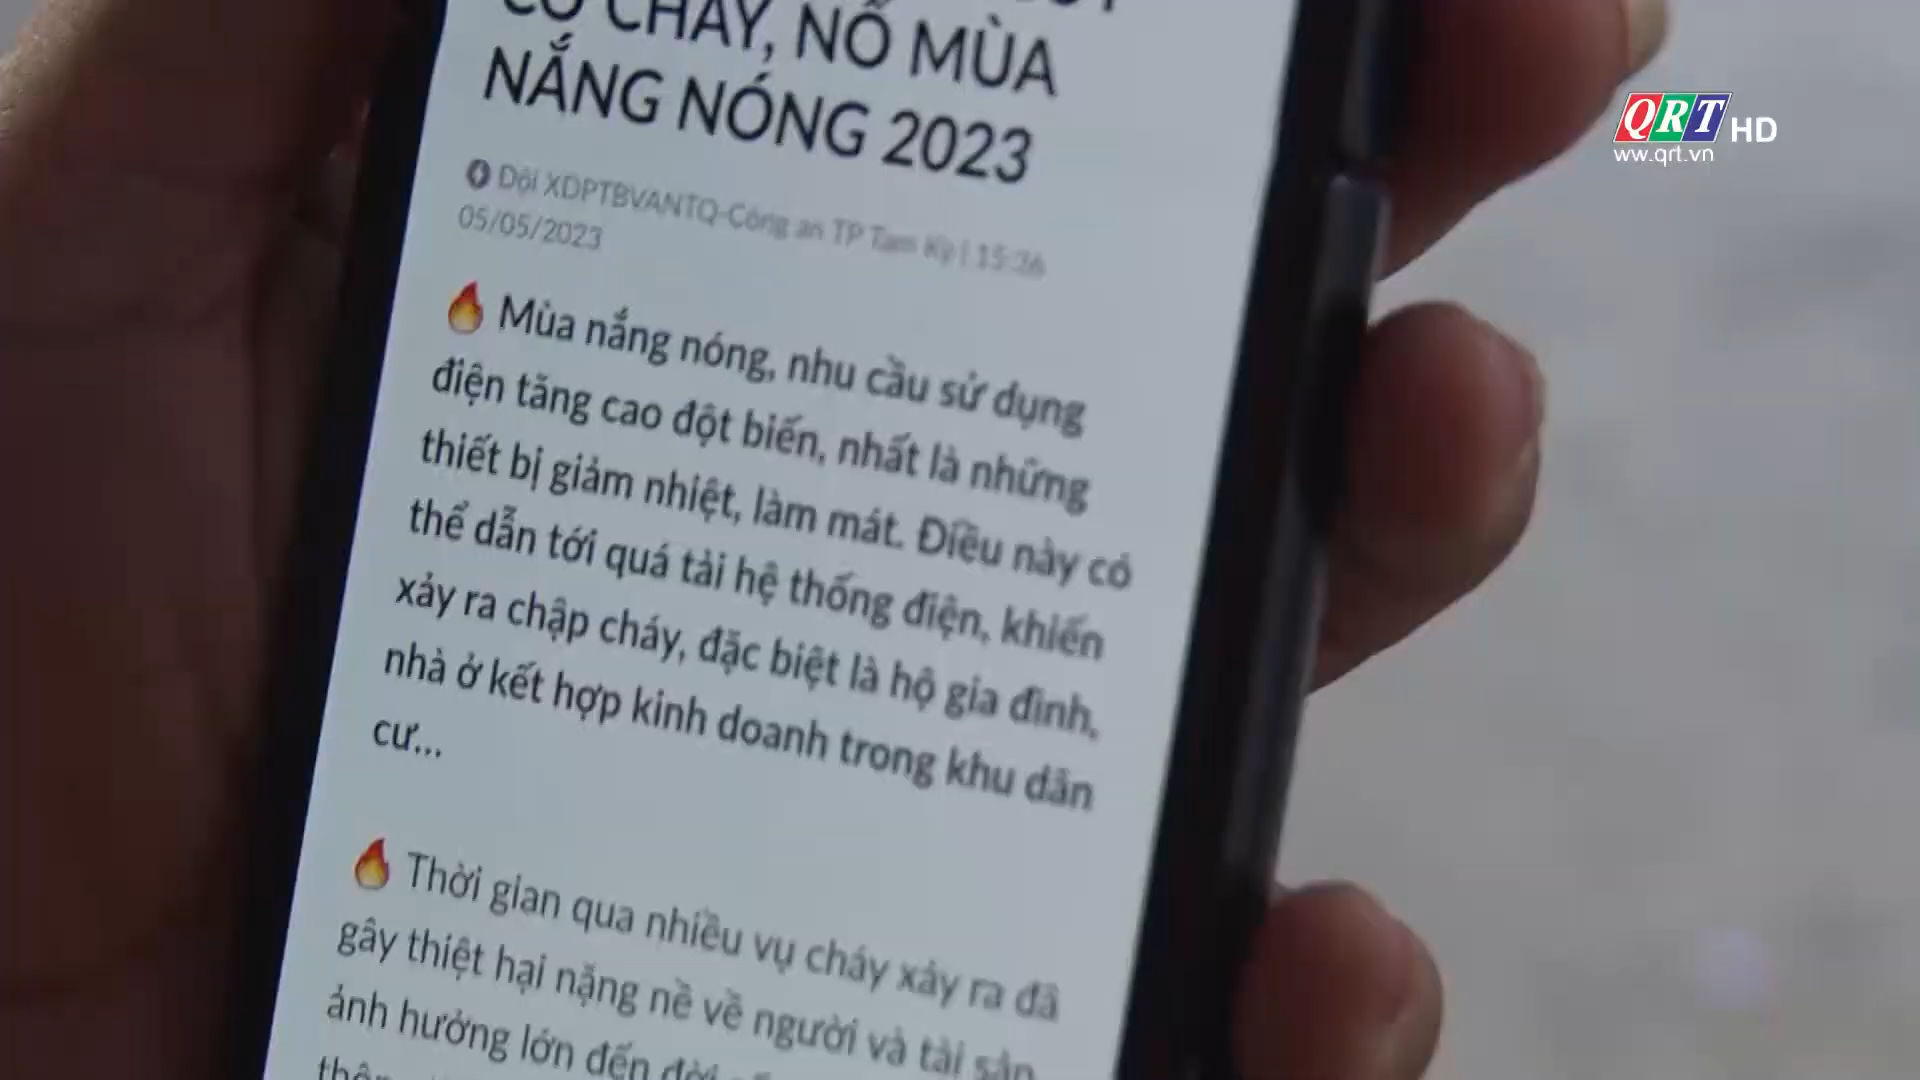 CƠ CHÁY, NỔ MÙA
NẮNG NÓNG 2023
Đội XDPTBVANTQ-Công an TP Tam Kỳ | 15:36
05/05/2023
🔥 Mùa nắng nóng, nhu cầu sử dụng
điện tăng cao đột biến, nhất là những
thiết bị giảm nhiệt, làm mát. Điều này có
thể dẫn tới quá tải hệ thống điện, khiến
xảy ra chập cháy, đặc biệt là hộ gia đình,
nhà ở kết hợp kinh doanh trong khu dân
cư...
🔥 Thời gian qua nhiều vụ cháy xảy ra đã
gây thiệt hại nặng nề về người và tài sản,
ảnh hưởng lớn đến đời
QRT HD
ww.qrt.vn